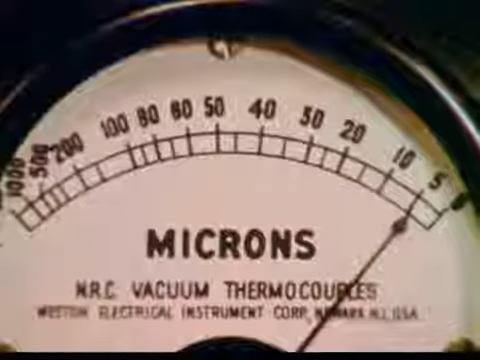 1000 500 200 100 80 60 50 40 30 20 10 5 0
MICRONS
N.R.C. VACUUM THERMOCOUPLES
WESTON ELECTRICAL INSTRUMENT CORP., NEWARK N.J. U.S.A.